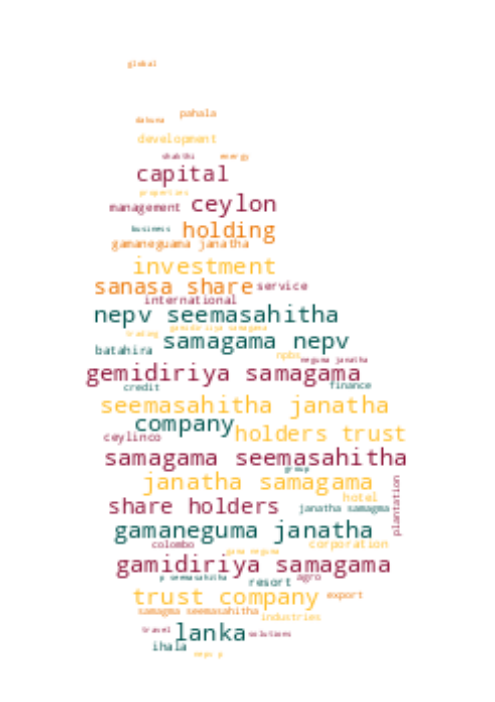 global
pahala
dakuna
development
shakthi energy
capital
properties
management ceylon
business holding
gamaneguama janatha
investment
sanasa share service
international
nepv seemasahitha
gamidiriya samagama
trading samagama nepv
batahira npbs neguma janatha
gemidiriya samagama
credit finance
seemasahitha janatha
company holders trust
ceylinco
samagama seemasahitha
group
janatha samagama
plantation
hotel
share holders janatha samagma
gamaneguma janatha
colombo corporation
gama neguma
gamidiriya samagama
p seemasahitha agro
resort
trust company export
samagma seemasahitha
industries
travel lanka solutions
ihala
nepv p